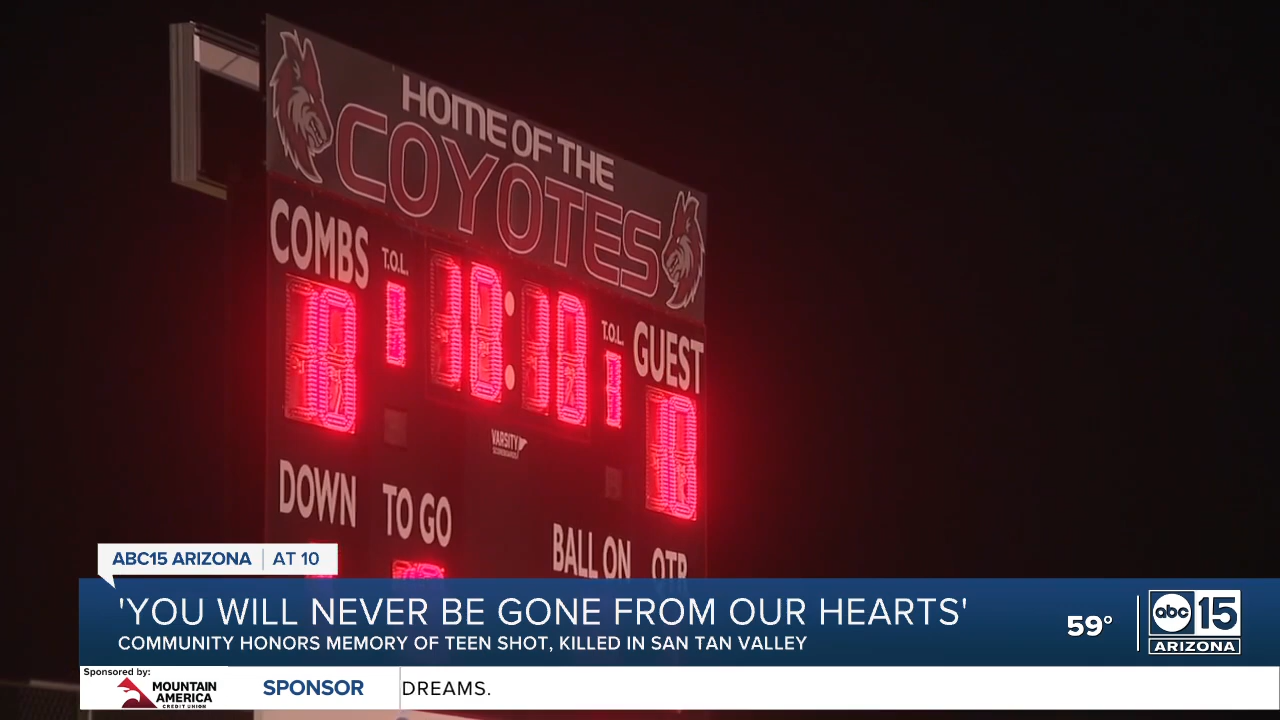 HOME OF THE
COYOTES
COMBS
T.O.L.
T.O.L.
GUEST
VARSITY
SCOREBOARDS
DOWN
TO GO
BALL ON
QTR
ABC15 ARIZONA | AT 10
'YOU WILL NEVER BE GONE FROM OUR HEARTS'
COMMUNITY HONORS MEMORY OF TEEN SHOT, KILLED IN SAN TAN VALLEY
59°
abc 15
ARIZONA
Sponsored by:
MOUNTAIN
AMERICA
CREDIT UNION
SPONSOR
DREAMS.